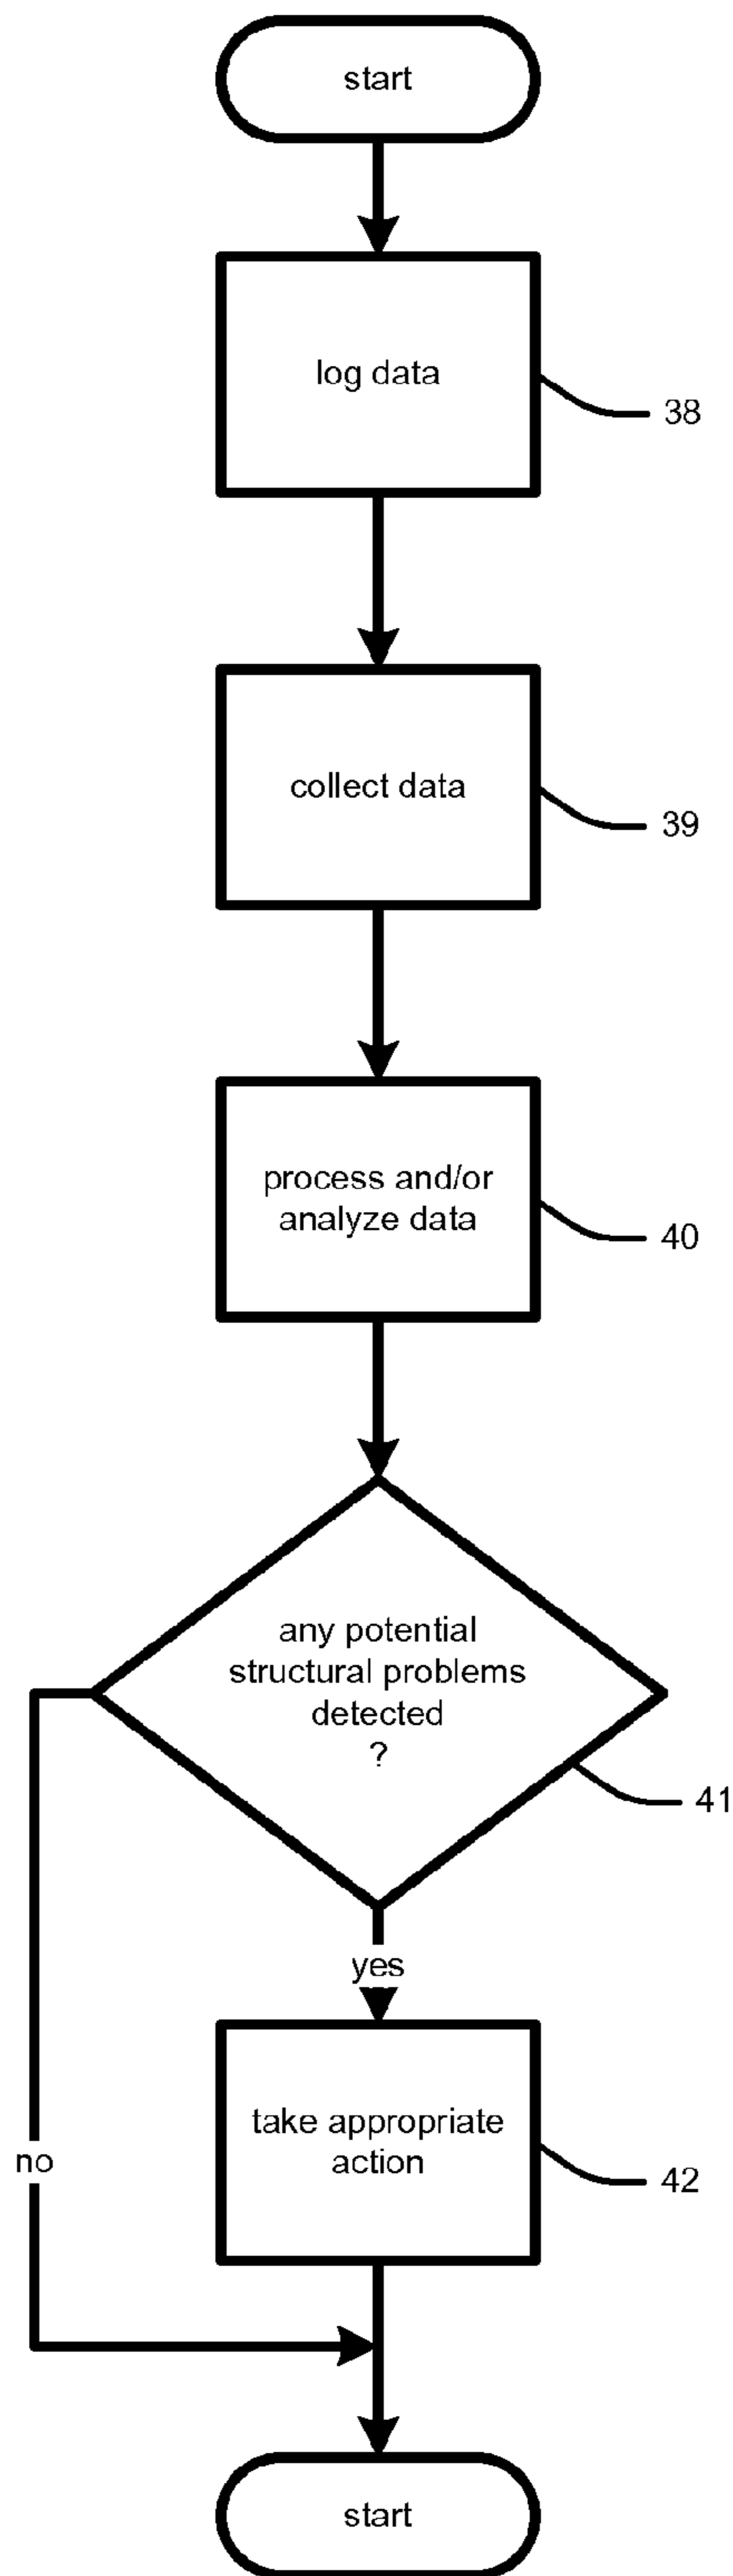 start
log data
38
collect data
39
process and/or
analyze data
40
any potential
structural problems
detected
?
41
yes
take appropriate
action
no
42
start